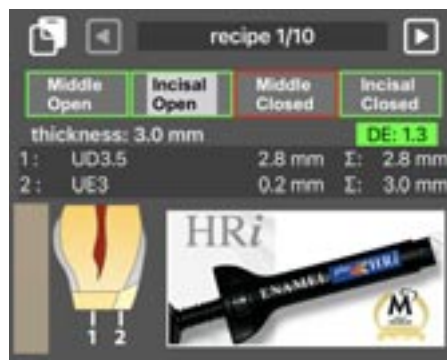 recipe 1/10
Middle Open
Incisal Open
Middle Closed
Incisal Closed
thickness: 3.0 mm
DE: 1.3
1: UD3.5 2.8 mm Σ: 2.8 mm
2: UE3 0.2 mm Σ: 3.0 mm
HRi
ENAMEL plus HRi
M
1 2